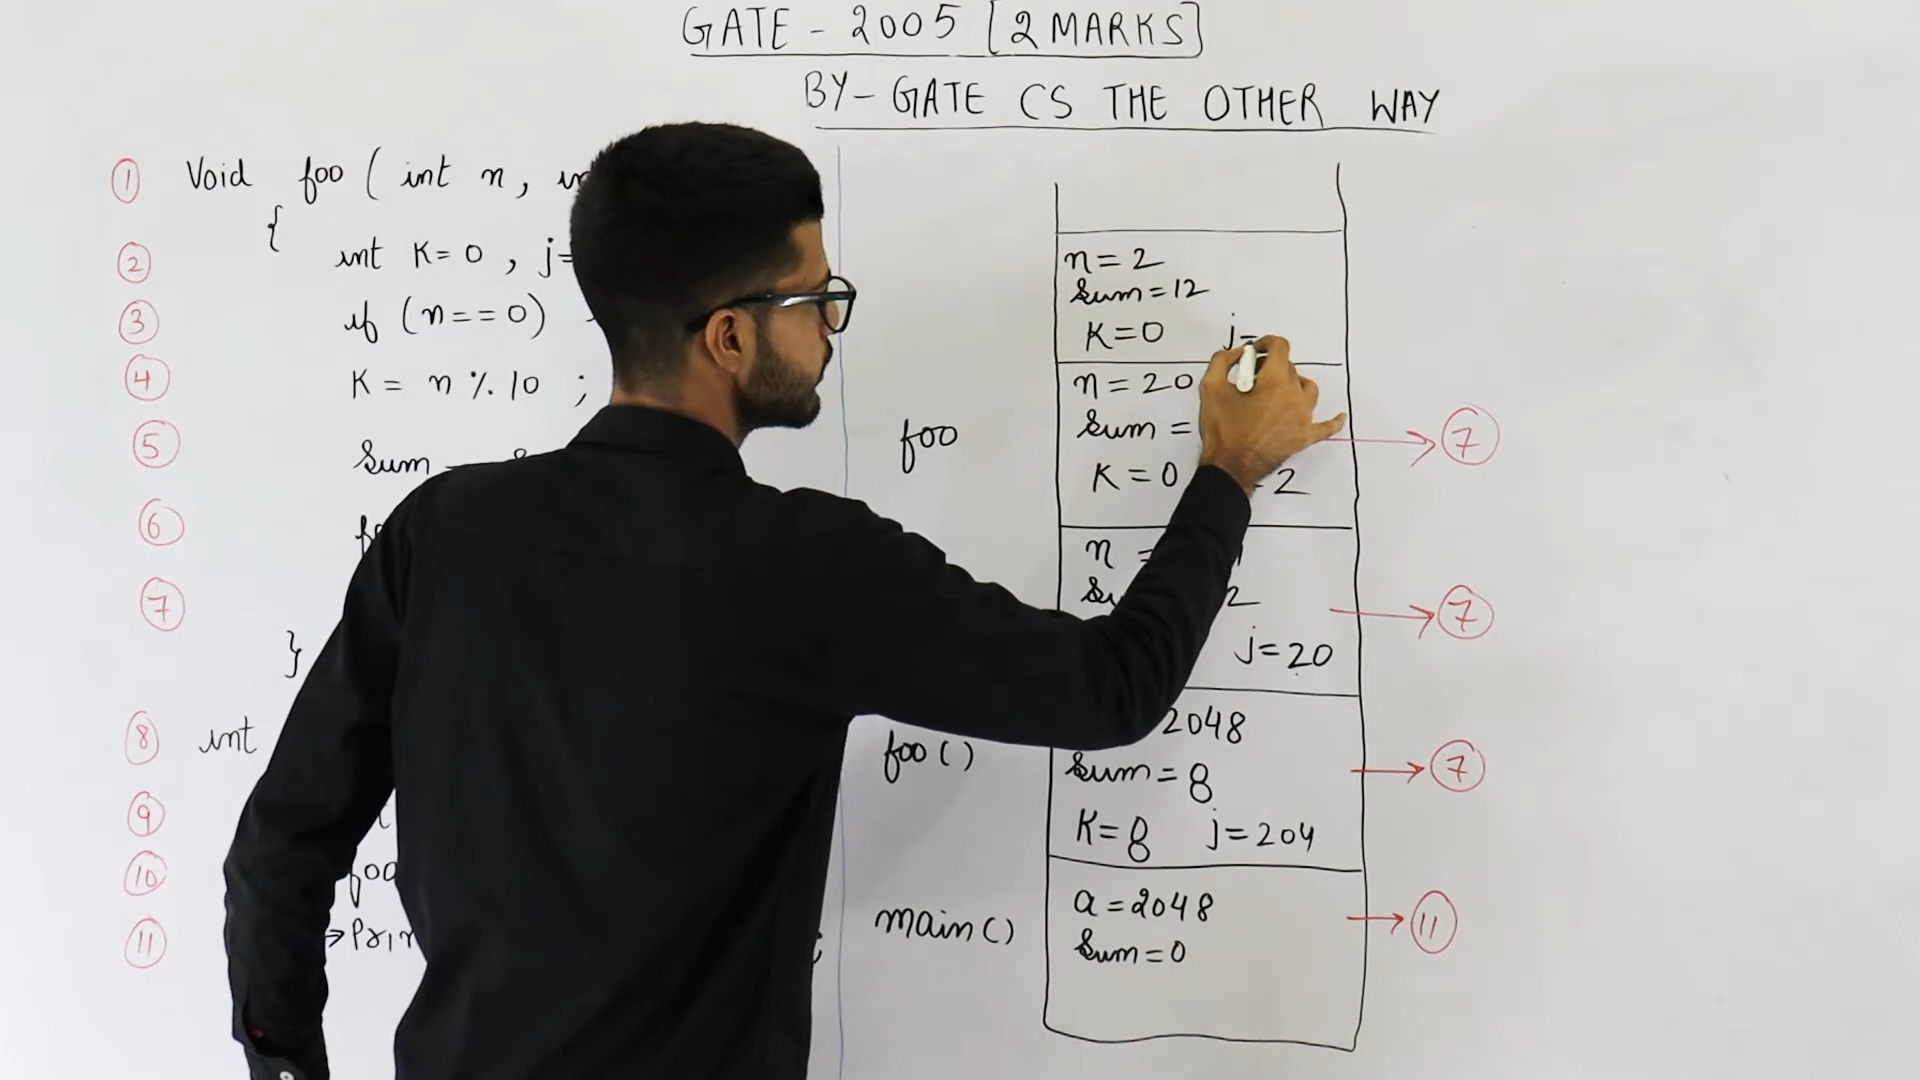 GATE - 2005 [2 MARKS]
BY - GATE CS THE OTHER WAY
1 Void foo ( int n,
{
2 int K= 0 , j=
3 if (n==0)
4 K = n % 10 ;
5 Sum
6
7
}
8 int
9
10 foo
11 →
n= 2
Sum=12
K=0 j=
foo
n = 20
Sum =
K = 0 2
7
n =
2
j=20
7
foo()
2048
Sum = 8
K= 8 j=204
7
main()
a=2048
Sum=0
11